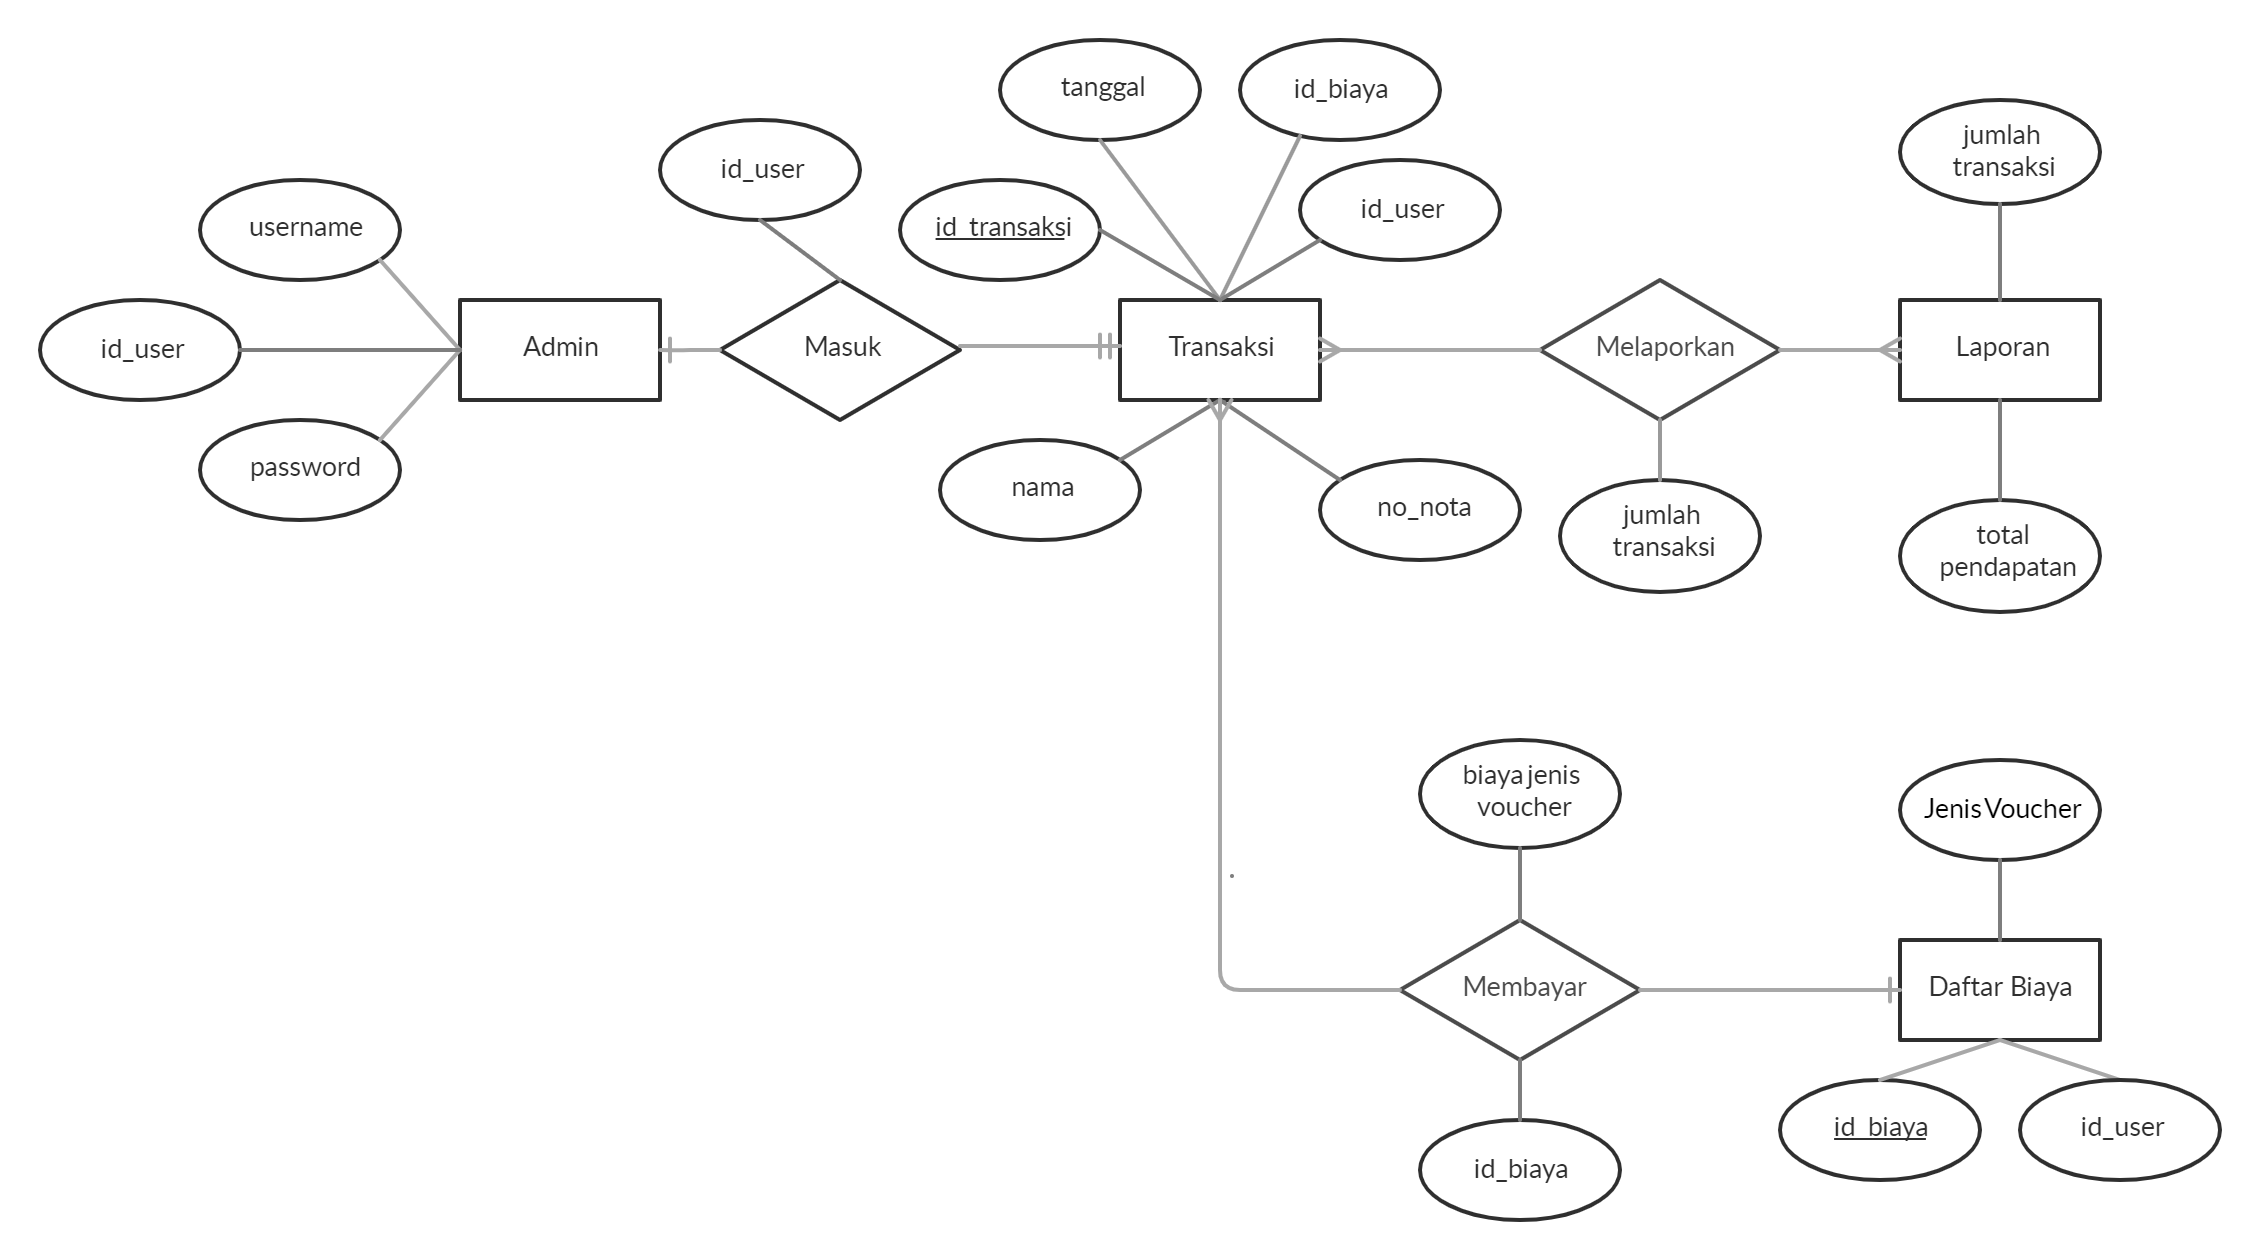 tanggal
id_biaya
jumlah
transaksi
id_user
username
id_transaksi
id_user
id_user
Admin
Masuk
Transaksi
Melaporkan
Laporan
password
nama
no_nota
jumlah
transaksi
total
pendapatan
biaya jenis
voucher
Jenis Voucher
Membayar
Daftar Biaya
id_biaya
id_biaya
id_user